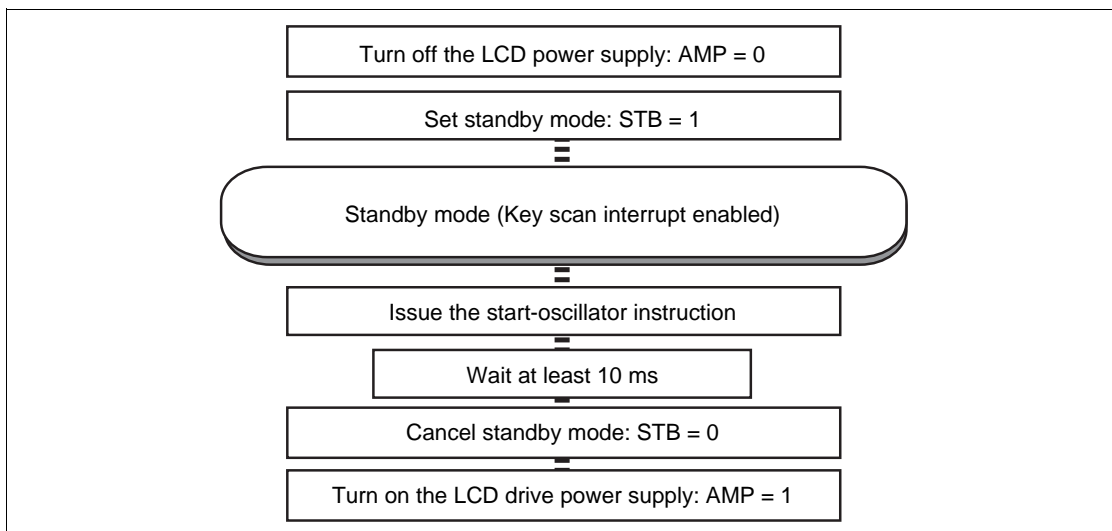 Turn off the LCD power supply: AMP = 0
Set standby mode: STB = 1
Standby mode (Key scan interrupt enabled)
Issue the start-oscillator instruction
Wait at least 10 ms
Cancel standby mode: STB = 0
Turn on the LCD drive power supply: AMP = 1